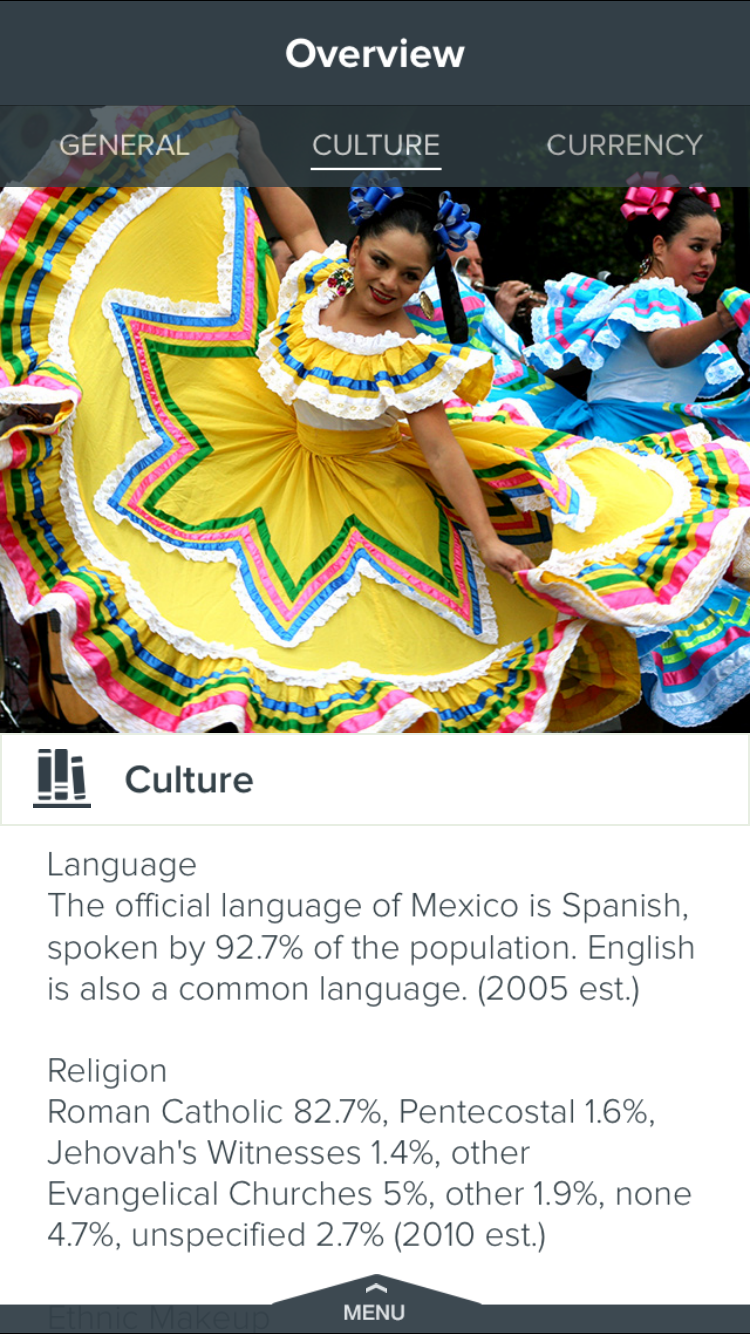 Overview
GENERAL
CULTURE
CURRENCY
Culture
Language
The official language of Mexico is Spanish,
spoken by 92.7% of the population. English
is also a common language. (2005 est.)
Religion
Roman Catholic 82.7%, Pentecostal 1.6%,
Jehovah's Witnesses 1.4%, other
Evangelical Churches 5%, other 1.9%, none
4.7%, unspecified 2.7% (2010 est.)
Ethnic Makeup
MENU